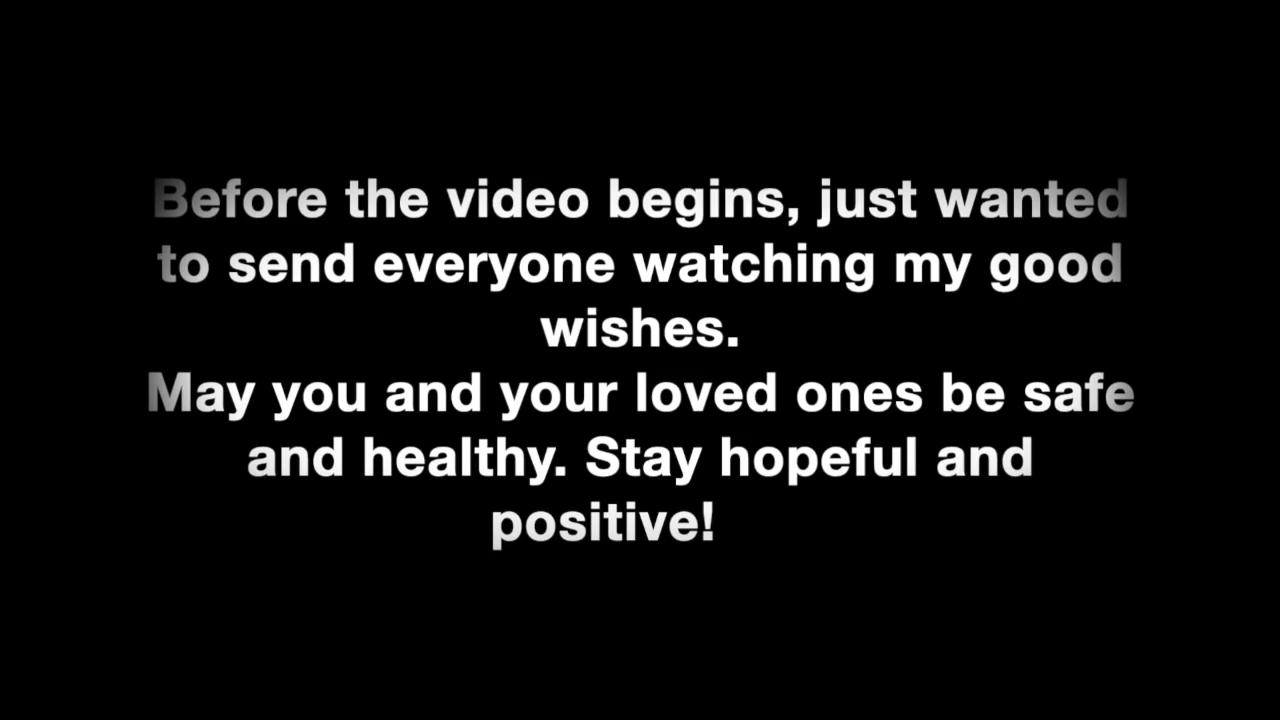 Before the video begins, just wanted
to send everyone watching my good
wishes.
May you and your loved ones be safe
and healthy. Stay hopeful and
positive!